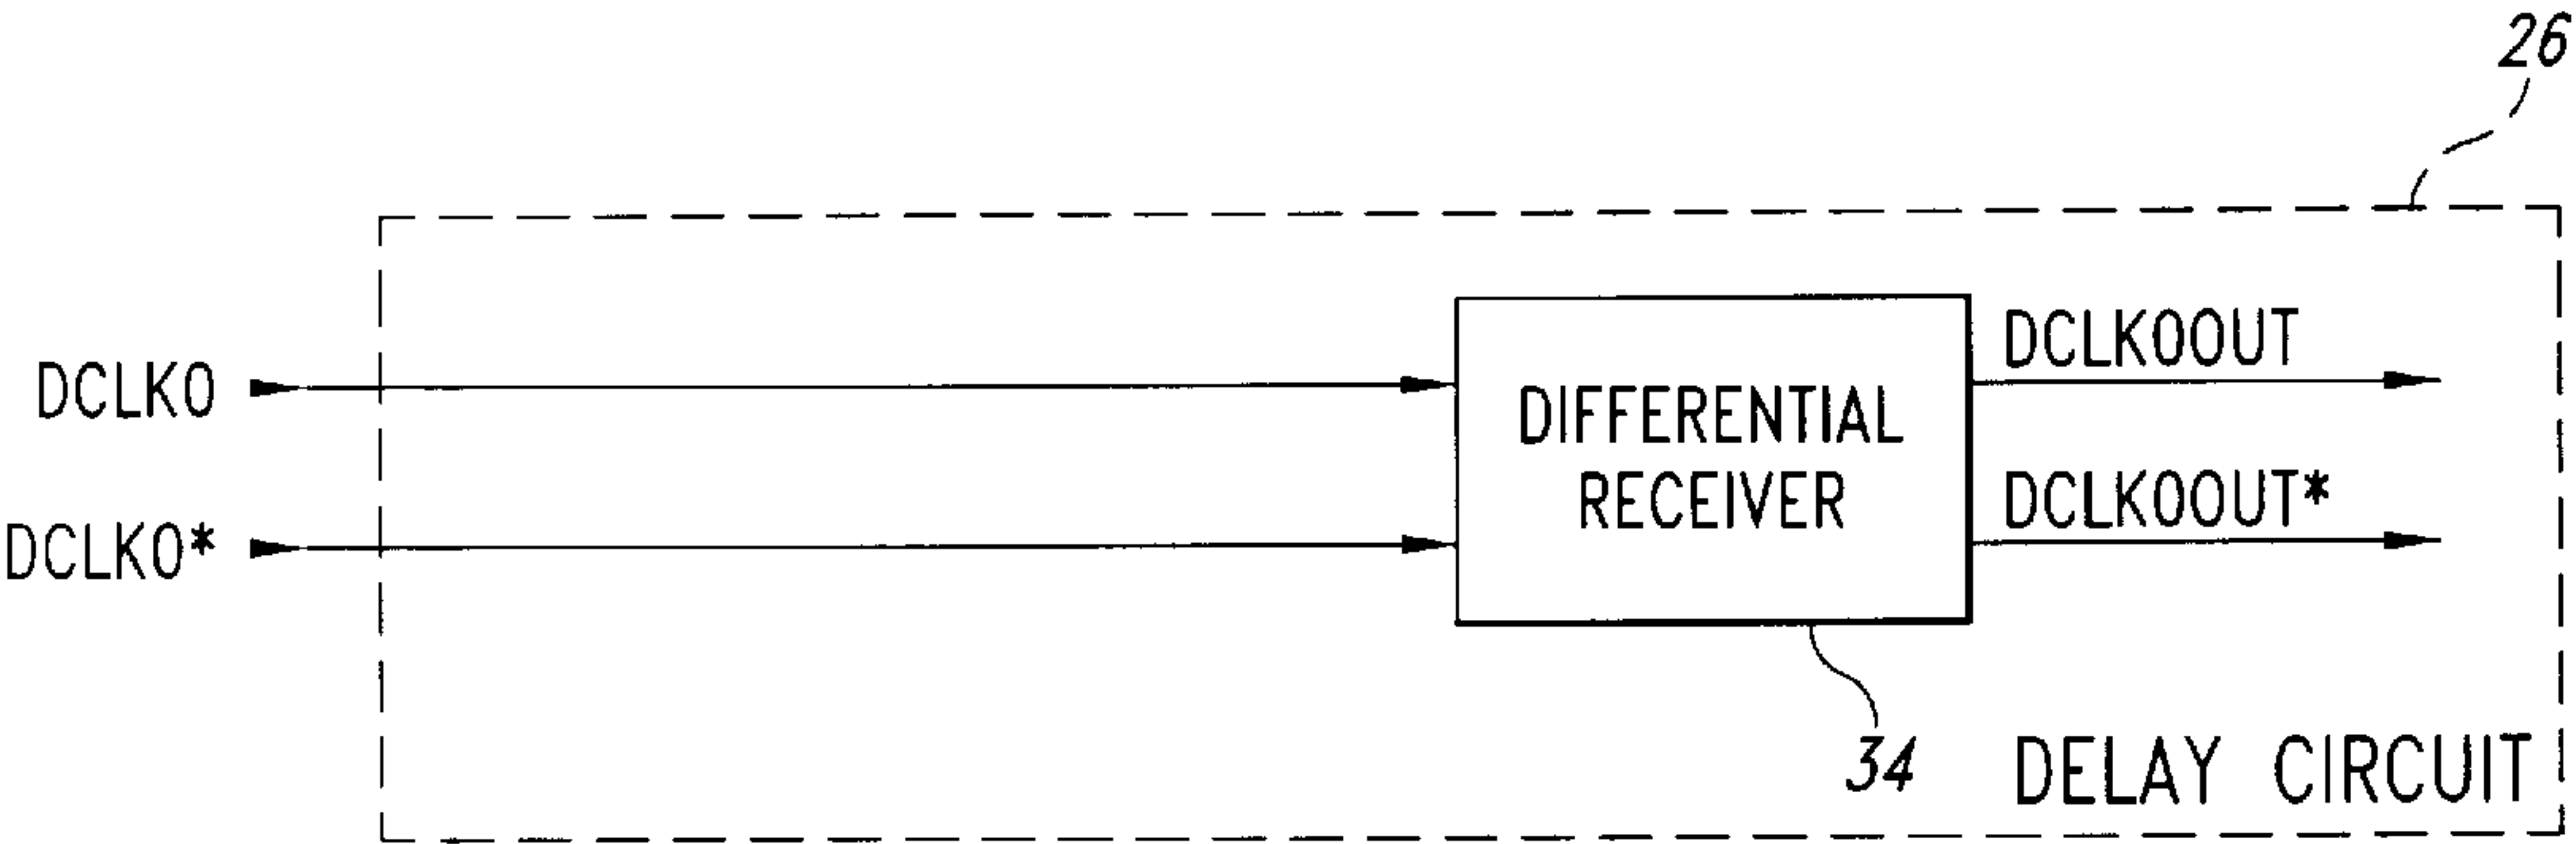 26
DCLK0
DCLK0*
DIFFERENTIAL
RECEIVER
DCLK0OUT
DCLK0OUT*
34
DELAY CIRCUIT